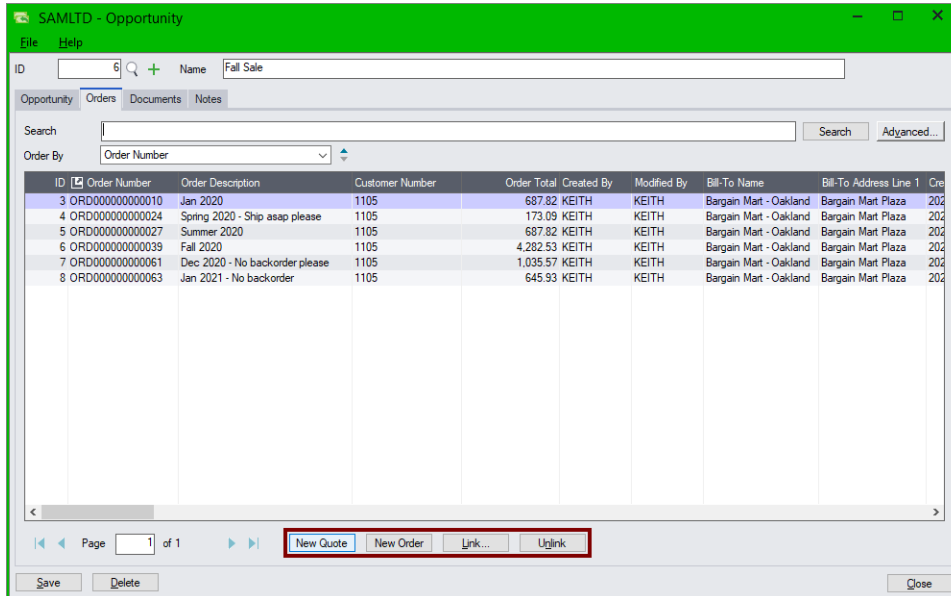 SAMLTD - Opportunity
File Help
ID 6 Name Fall Sale
Opportunity Orders Documents Notes
Search Search Advanced...
Order By Order Number
ID Order Number Order Description Customer Number Order Total Created By Modified By Bill-To Name Bill-To Address Line 1 Cre
3 ORD000000000010 Jan 2020 1105 687.82 KEITH KEITH Bargain Mart - Oakland Bargain Mart Plaza 202
4 ORD000000000024 Spring 2020 - Ship asap please 1105 173.09 KEITH KEITH Bargain Mart - Oakland Bargain Mart Plaza 202
5 ORD000000000027 Summer 2020 1105 687.82 KEITH KEITH Bargain Mart - Oakland Bargain Mart Plaza 202
6 ORD000000000039 Fall 2020 1105 4,282.53 KEITH KEITH Bargain Mart - Oakland Bargain Mart Plaza 202
7 ORD000000000061 Dec 2020 - No backorder please 1105 1,035.57 KEITH KEITH Bargain Mart - Oakland Bargain Mart Plaza 202
8 ORD000000000063 Jan 2021 - No backorder 1105 645.93 KEITH KEITH Bargain Mart - Oakland Bargain Mart Plaza 202
Page 1 of 1 New Quote New Order Link... Unlink
Save Delete Close